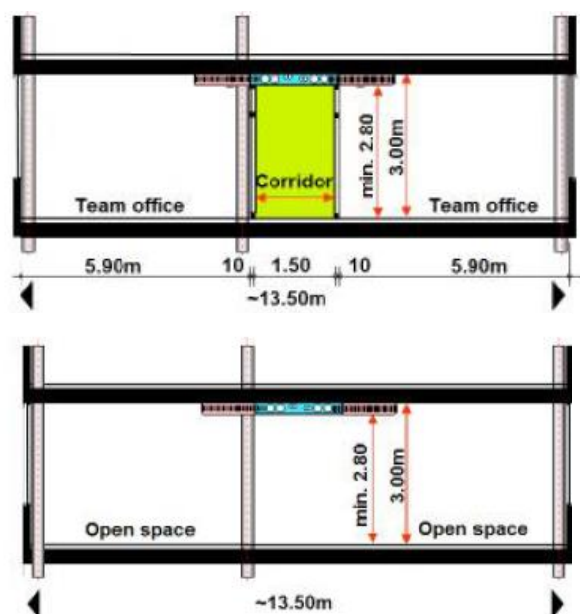 Corridor
min. 2.80
3.00m
Team office
Team office
5.90m 10 1.50 10 5.90m
~13.50m
min. 2.80
3.00m
Open space
Open space
~13.50m